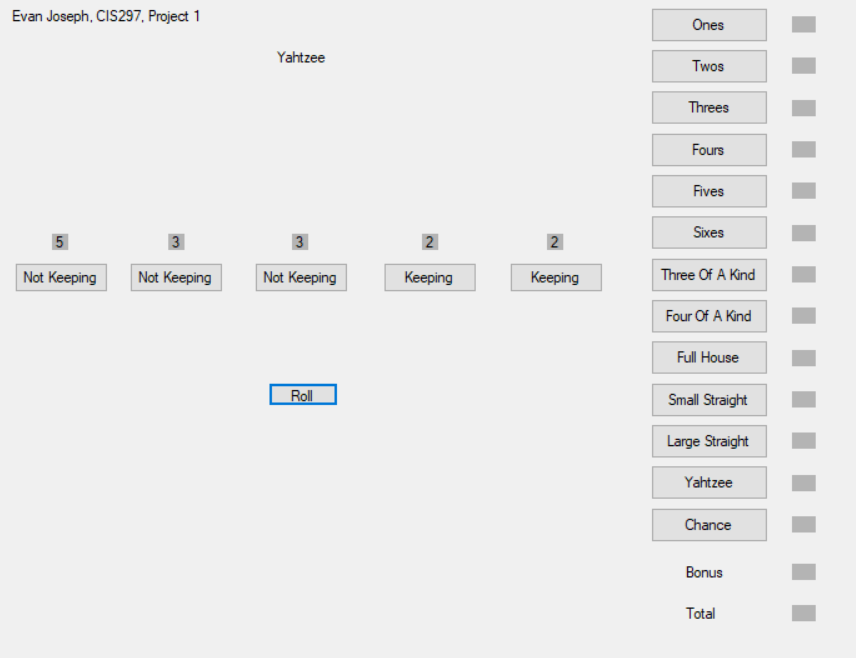 Evan Joseph, CIS297, Project 1
Yahtzee
5 3 3 2 2
Not Keeping Not Keeping Not Keeping Keeping Keeping
Roll
Ones
Twos
Threes
Fours
Fives
Sixes
Three Of A Kind
Four Of A Kind
Full House
Small Straight
Large Straight
Yahtzee
Chance
Bonus
Total